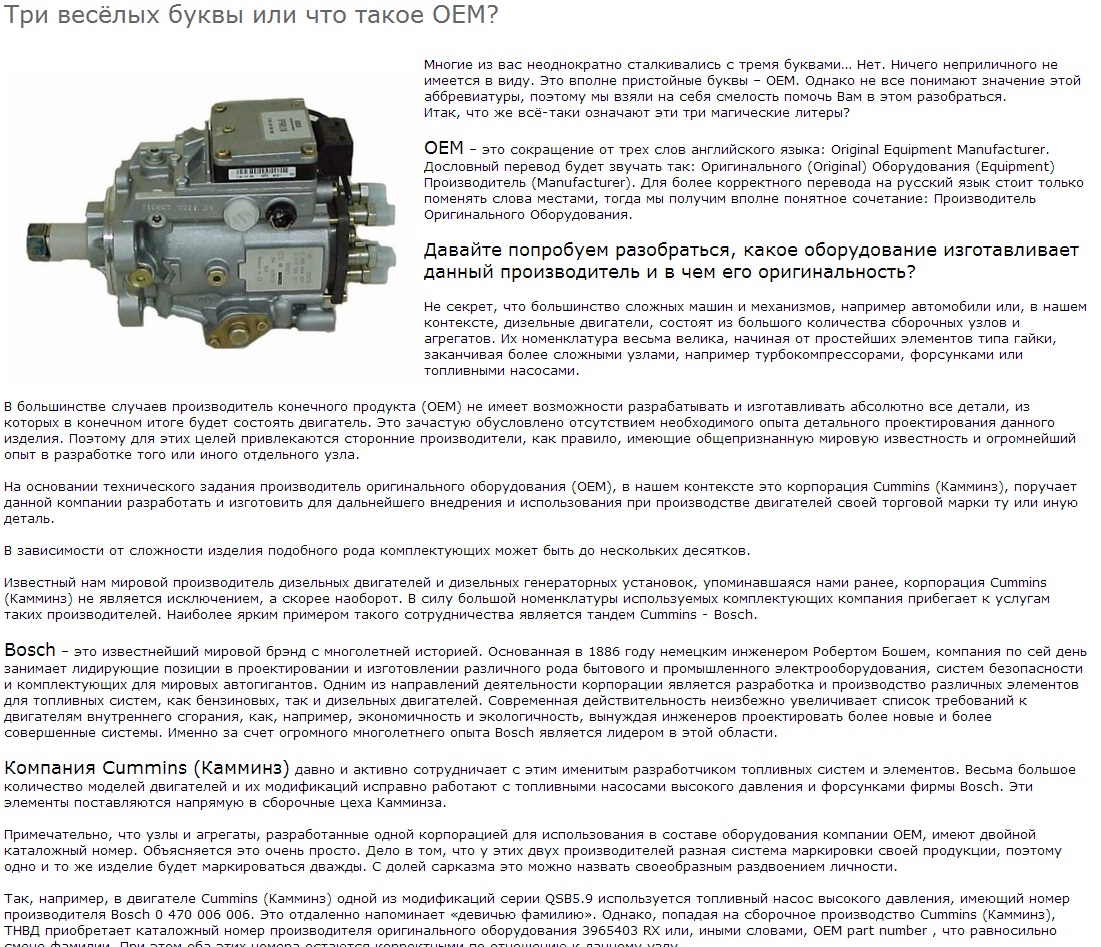 Три весёлых буквы или что такое OEM?
Многие из вас неоднократно сталкивались с тремя буквами… Нет. Ничего неприличного не
имеется в виду. Это вполне пристойные буквы – OEM. Однако не все понимают значение этой
аббревиатуры, поэтому мы взяли на себя смелость помочь Вам в этом разобраться.
Итак, что же всё-таки означают эти три магические литеры?
OEM – это сокращение от трех слов английского языка: Original Equipment Manufacturer.
Дословный перевод будет звучать так: Оригинального (Original) Оборудования (Equipment)
Производитель (Manufacturer). Для более корректного перевода на русский язык стоит только
поменять слова местами, тогда мы получим вполне понятное сочетание: Производитель
Оригинального Оборудования.
Давайте попробуем разобраться, какое оборудование изготавливает
данный производитель и в чем его оригинальность?
Не секрет, что большинство сложных машин и механизмов, например автомобили или, в нашем
контексте, дизельные двигатели, состоят из большого количества сборочных узлов и
агрегатов. Их номенклатура весьма велика, начиная от простейших элементов типа гайки,
заканчивая более сложными узлами, например турбокомпрессорами, форсунками или
топливными насосами.
В большинстве случаев производитель конечного продукта (OEM) не имеет возможности разрабатывать и изготавливать абсолютно все детали, из
которых в конечном итоге будет состоять двигатель. Это зачастую обусловлено отсутствием необходимого опыта детального проектирования данного
изделия. Поэтому для этих целей привлекаются сторонние производители, как правило, имеющие общепризнанную мировую известность и огромнейший
опыт в разработке того или иного отдельного узла.
На основании технического задания производитель оригинального оборудования (OEM), в нашем контексте это корпорация Cummins (Камминз), поручает
данной компании разработать и изготовить для дальнейшего внедрения и использования при производстве двигателей своей торговой марки ту или иную
деталь.
В зависимости от сложности изделия подобного рода комплектующих может быть до нескольких десятков.
Известный нам мировой производитель дизельных двигателей и дизельных генераторных установок, упоминавшаяся нами ранее, корпорация Cummins
(Камминз) не является исключением, а скорее наоборот. В силу большой номенклатуры используемых комплектующих компания прибегает к услугам
таких производителей. Наиболее ярким примером такого сотрудничества является тандем Cummins - Bosch.
Bosch – это известнейший мировой брэнд с многолетней историей. Основанная в 1886 году немецким инженером Робертом Бошем, компания по сей день
занимает лидирующие позиции в проектировании и изготовлении различного рода бытового и промышленного электрооборудования, систем безопасности
и комплектующих для мировых автогигантов. Одним из направлений деятельности корпорации является разработка и производство различных элементов
для топливных систем, как бензиновых, так и дизельных двигателей. Современная действительность неизбежно увеличивает список требований к
двигателям внутреннего сгорания, как, например, экономичность и экологичность, вынуждая инженеров проектировать более новые и более
совершенные системы. Именно за счет огромного многолетнего опыта Bosch является лидером в этой области.
Компания Cummins (Камминз) давно и активно сотрудничает с этим именитым разработчиком топливных систем и элементов. Весьма большое
количество моделей двигателей и их модификаций исправно работают с топливными насосами высокого давления и форсунками фирмы Bosch. Эти
элементы поставляются напрямую в сборочные цеха Камминза.
Примечательно, что узлы и агрегаты, разработанные одной корпорацией для использования в составе оборудования компании OEM, имеют двойной
каталожный номер. Объясняется это очень просто. Дело в том, что у этих двух производителей разная система маркировки своей продукции, поэтому
одно и то же изделие будет маркироваться дважды. С долей сарказма это можно назвать своеобразным раздвоением личности.
Так, например, в двигателе Cummins (Камминз) одной из модификаций серии QSB5.9 используется топливный насос высокого давления, имеющий номер
производителя Bosch 0 470 006 006. Это отдаленно напоминает «девичью фамилию». Однако, попадая на сборочное производство Cummins (Камминз),
ТНВД приобретает каталожный номер производителя оригинального оборудования 3965403 RX или, иными словами, OEM part number , что равносильно
смене фамилии. При этом оба этих номера остаются корректными по отношению к данному узлу.